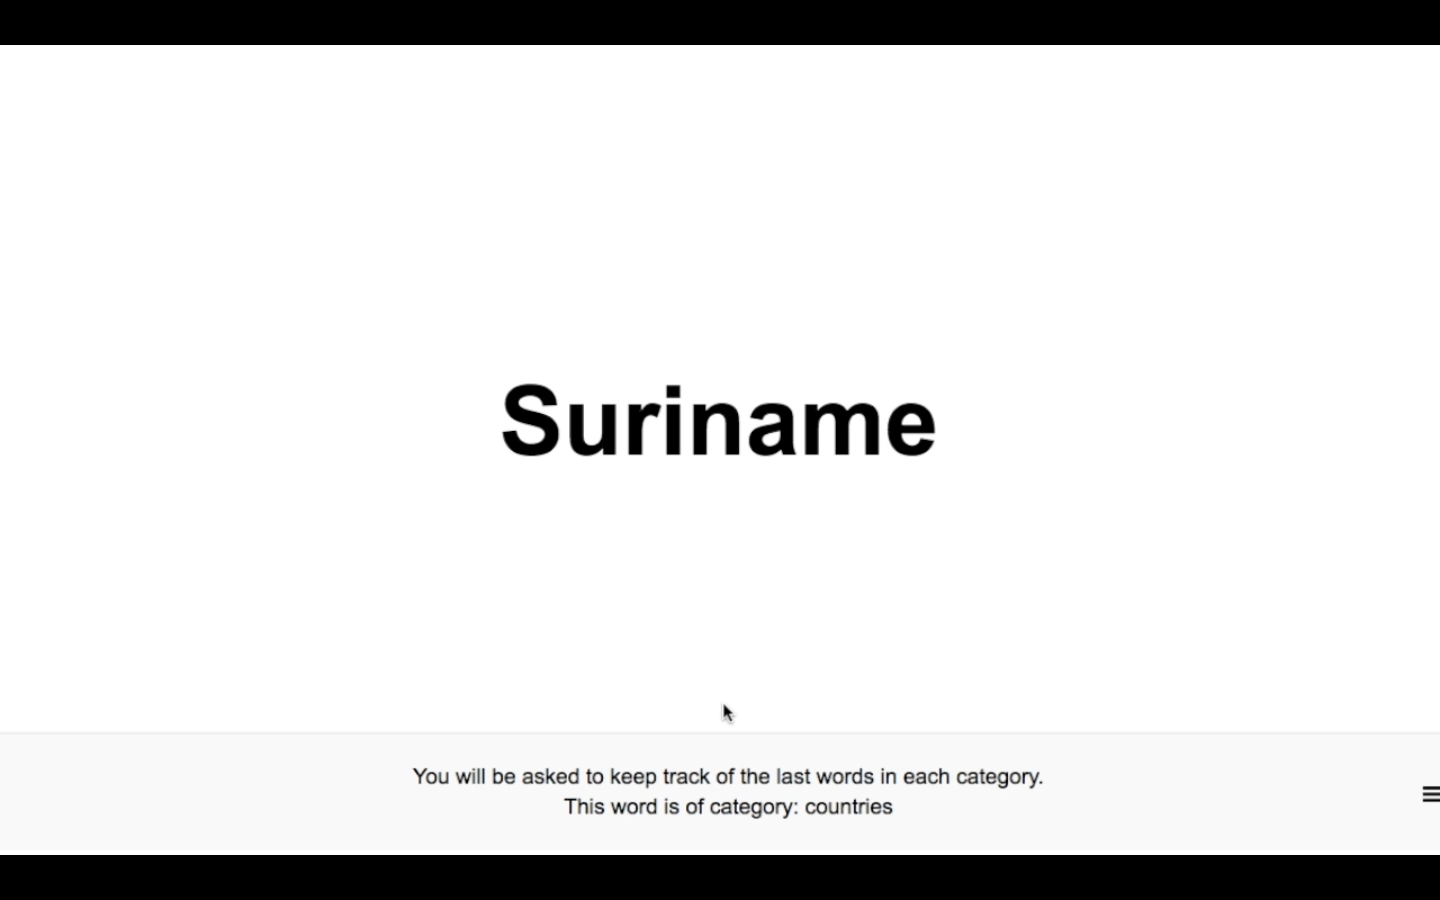 Suriname
You will be asked to keep track of the last words in each category.
This word is of category: countries